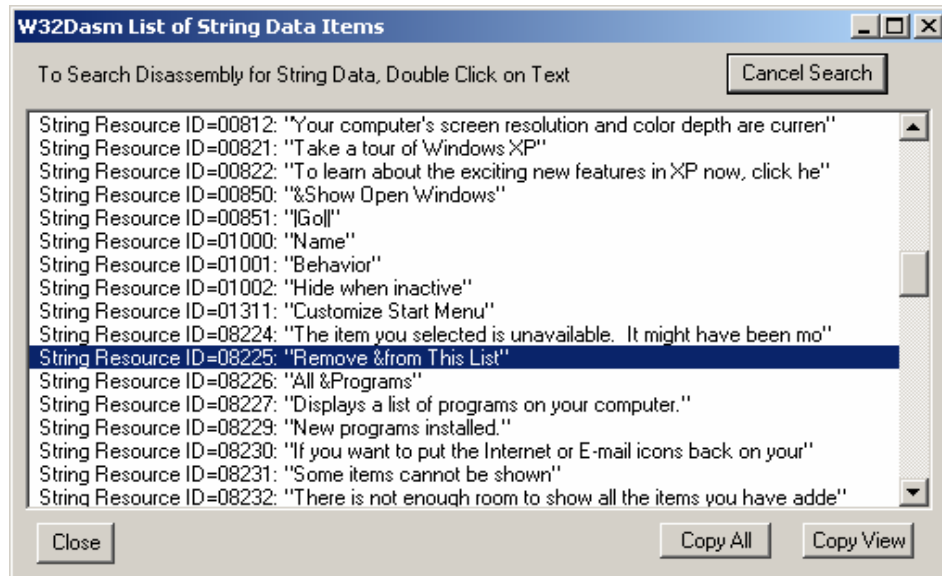 W32Dasm List of String Data Items
To Search Disassembly for String Data, Double Click on Text
Cancel Search
String Resource ID=00812: "Your computer's screen resolution and color depth are curren"
String Resource ID=00821: "Take a tour of Windows XP"
String Resource ID=00822: "To learn about the exciting new features in XP now, click he"
String Resource ID=00850: "&Show Open Windows"
String Resource ID=00851: "|Go||"
String Resource ID=01000: "Name"
String Resource ID=01001: "Behavior"
String Resource ID=01002: "Hide when inactive"
String Resource ID=01311: "Customize Start Menu"
String Resource ID=08224: "The item you selected is unavailable.  It might have been mo"
String Resource ID=08225: "Remove &from This List"
String Resource ID=08226: "All &Programs"
String Resource ID=08227: "Displays a list of programs on your computer."
String Resource ID=08229: "New programs installed."
String Resource ID=08230: "If you want to put the Internet or E-mail icons back on your"
String Resource ID=08231: "Some items cannot be shown"
String Resource ID=08232: "There is not enough room to show all the items you have adde"
Close
Copy All
Copy View